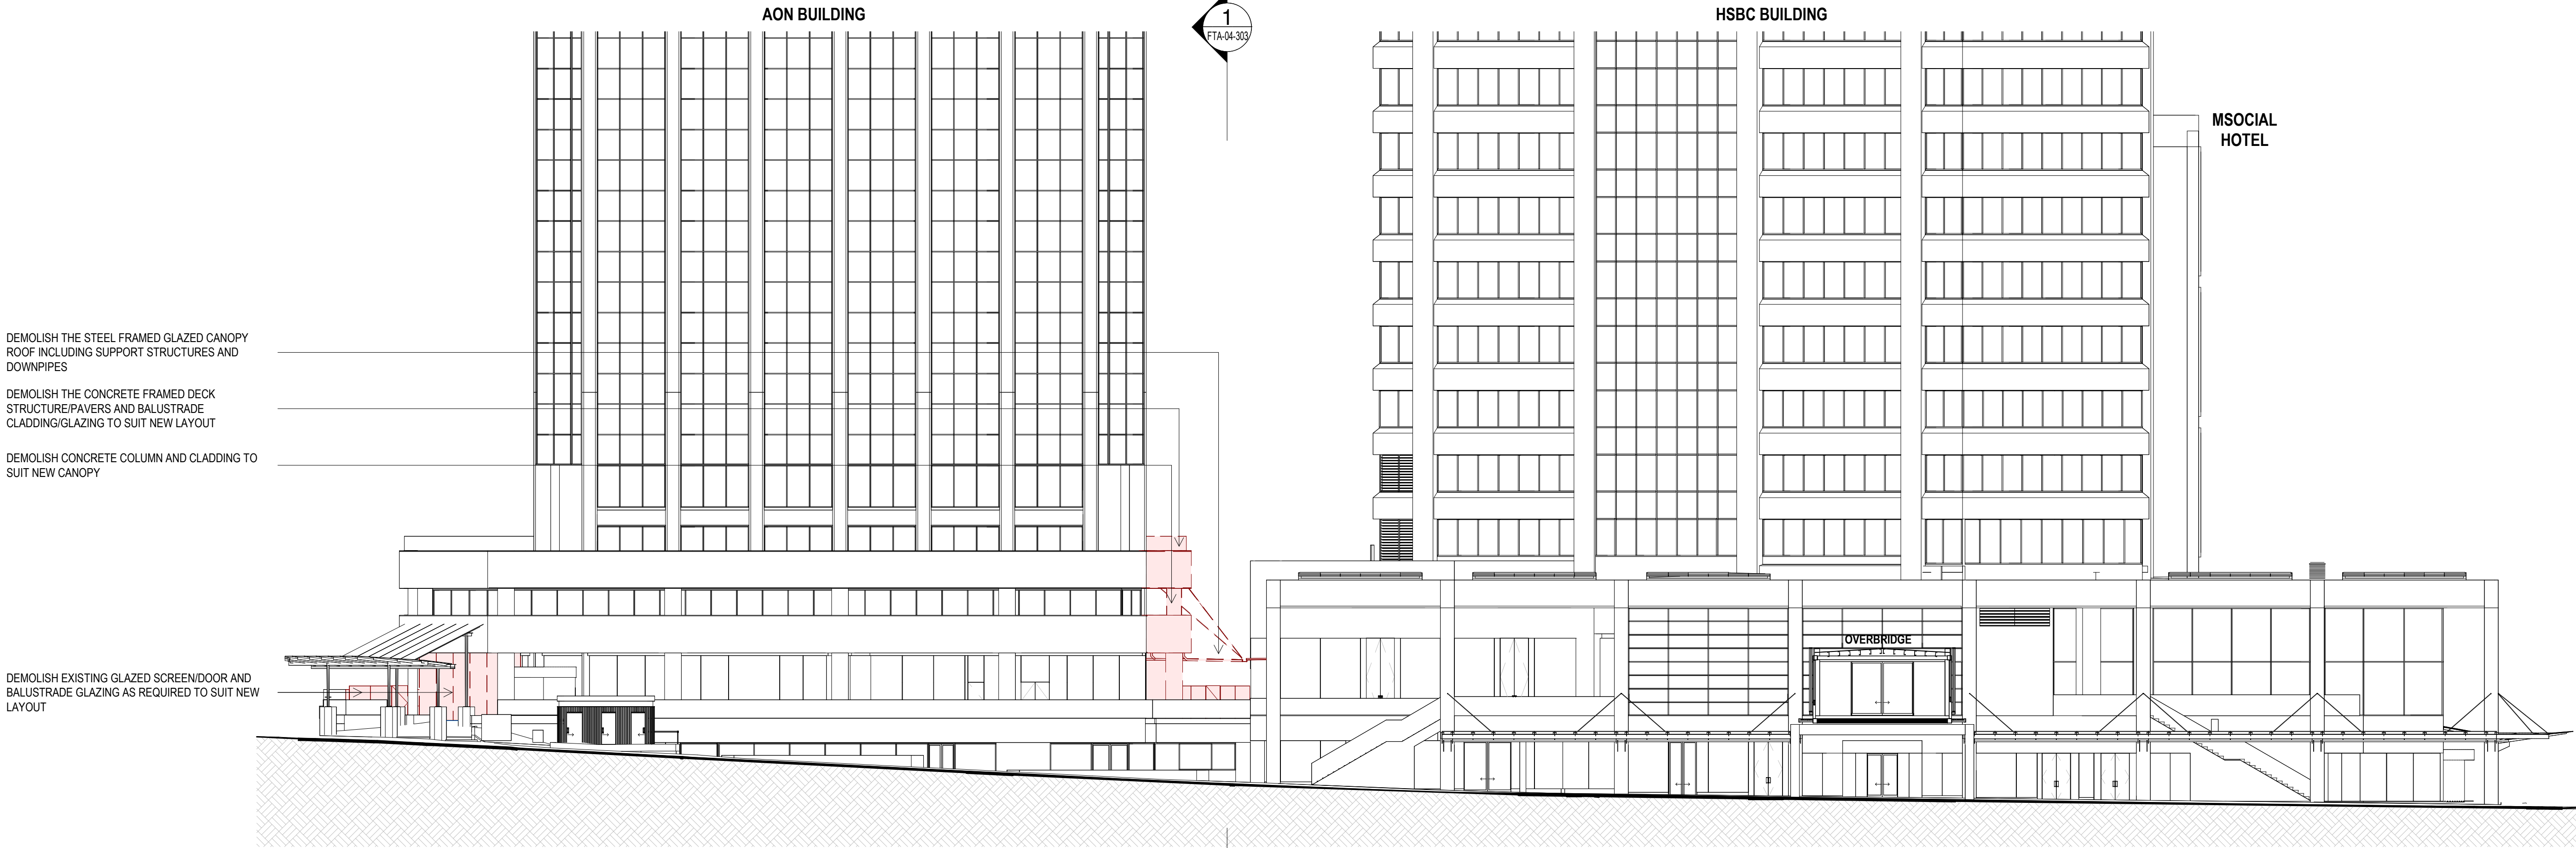 AON BUILDING
1
FTA-04-303
HSBC BUILDING
MSOCIAL
HOTEL
DEMOLISH THE STEEL FRAMED GLAZED CANOPY
ROOF INCLUDING SUPPORT STRUCTURES AND
DOWNPIPES
DEMOLISH THE CONCRETE FRAMED DECK
STRUCTURE/PAVERS AND BALUSTRADE
CLADDING/GLAZING TO SUIT NEW LAYOUT
DEMOLISH CONCRETE COLUMN AND CLADDING TO
SUIT NEW CANOPY
OVERBRIDGE
DEMOLISH EXISTING GLAZED SCREEN/DOOR AND
BALUSTRADE GLAZING AS REQUIRED TO SUIT NEW
LAYOUT